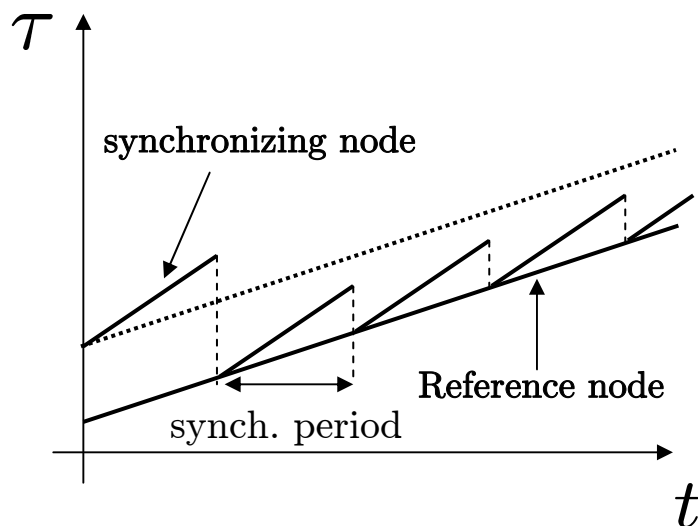 τ
synchronizing node
Reference node
synch. period
t